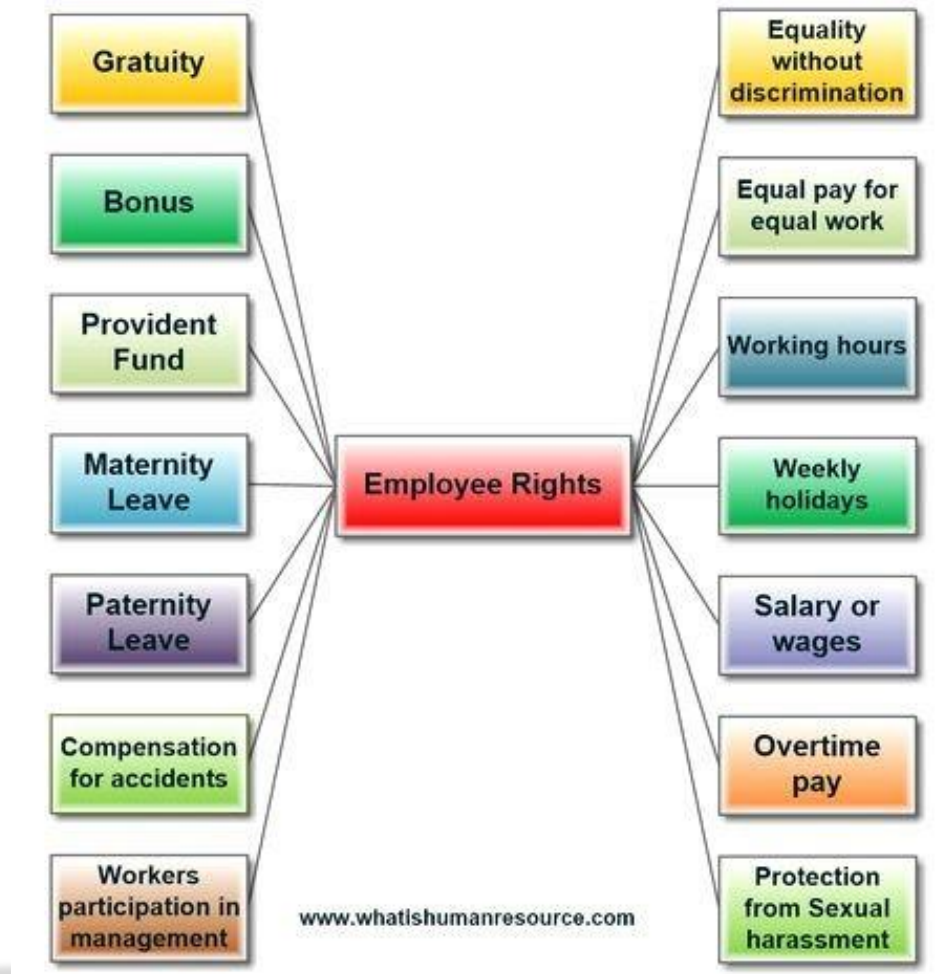 Gratuity
Bonus
Provident
Fund
Maternity
Leave
Paternity
Leave
Compensation
for accidents
Workers
participation in
management
Employee Rights
www.whatishumanresource.com
Equality
without
discrimination
Equal pay for
equal work
Working hours
Weekly
holidays
Salary or
wages
Overtime
pay
Protection
from Sexual
harassment